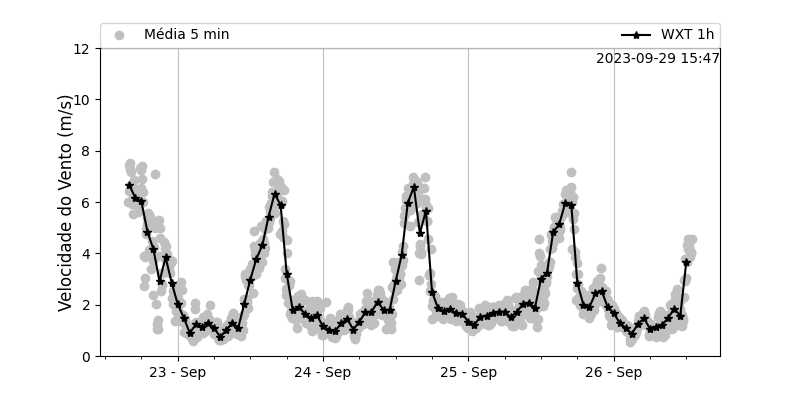 Média 5 min
WXT 1h
2023-09-29 15:47
Velocidade do Vento (m/s)
12
10
8
6
4
2
0
23 - Sep
24 - Sep
25 - Sep
26 - Sep